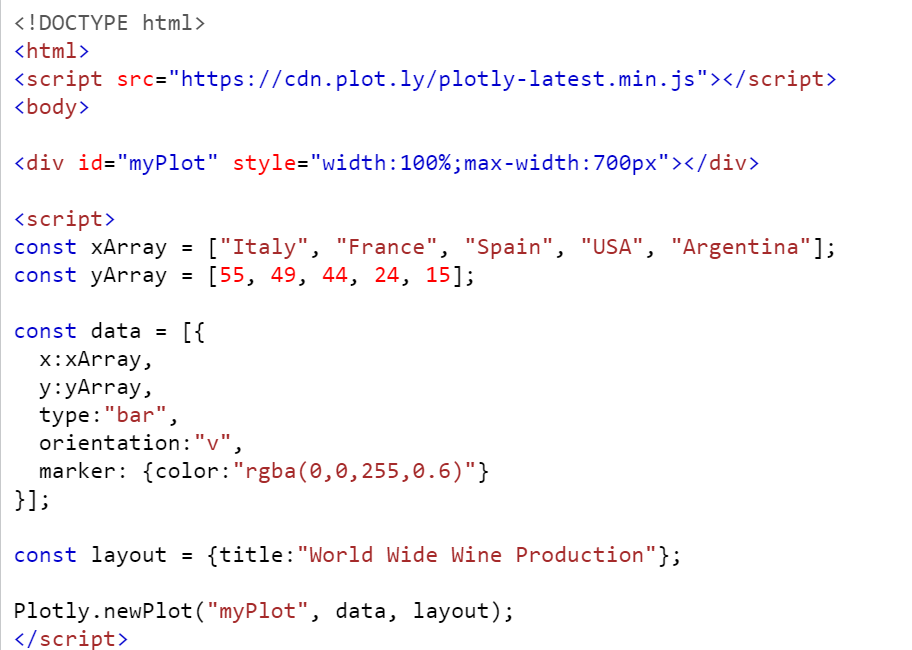 <!DOCTYPE html>
<html>
<script src="https://cdn.plot.ly/plotly-latest.min.js"></script>
<body>
<div id="myPlot" style="width:100%;max-width:700px"></div>
<script>
const xArray = ["Italy", "France", "Spain", "USA", "Argentina"];
const yArray = [55, 49, 44, 24, 15];
const data = [{
  x:xArray,
  y:yArray,
  type:"bar",
  orientation:"v",
  marker: {color:"rgba(0,0,255,0.6)"}
}];
const layout = {title:"World Wide Wine Production"};
Plotly.newPlot("myPlot", data, layout);
</script>